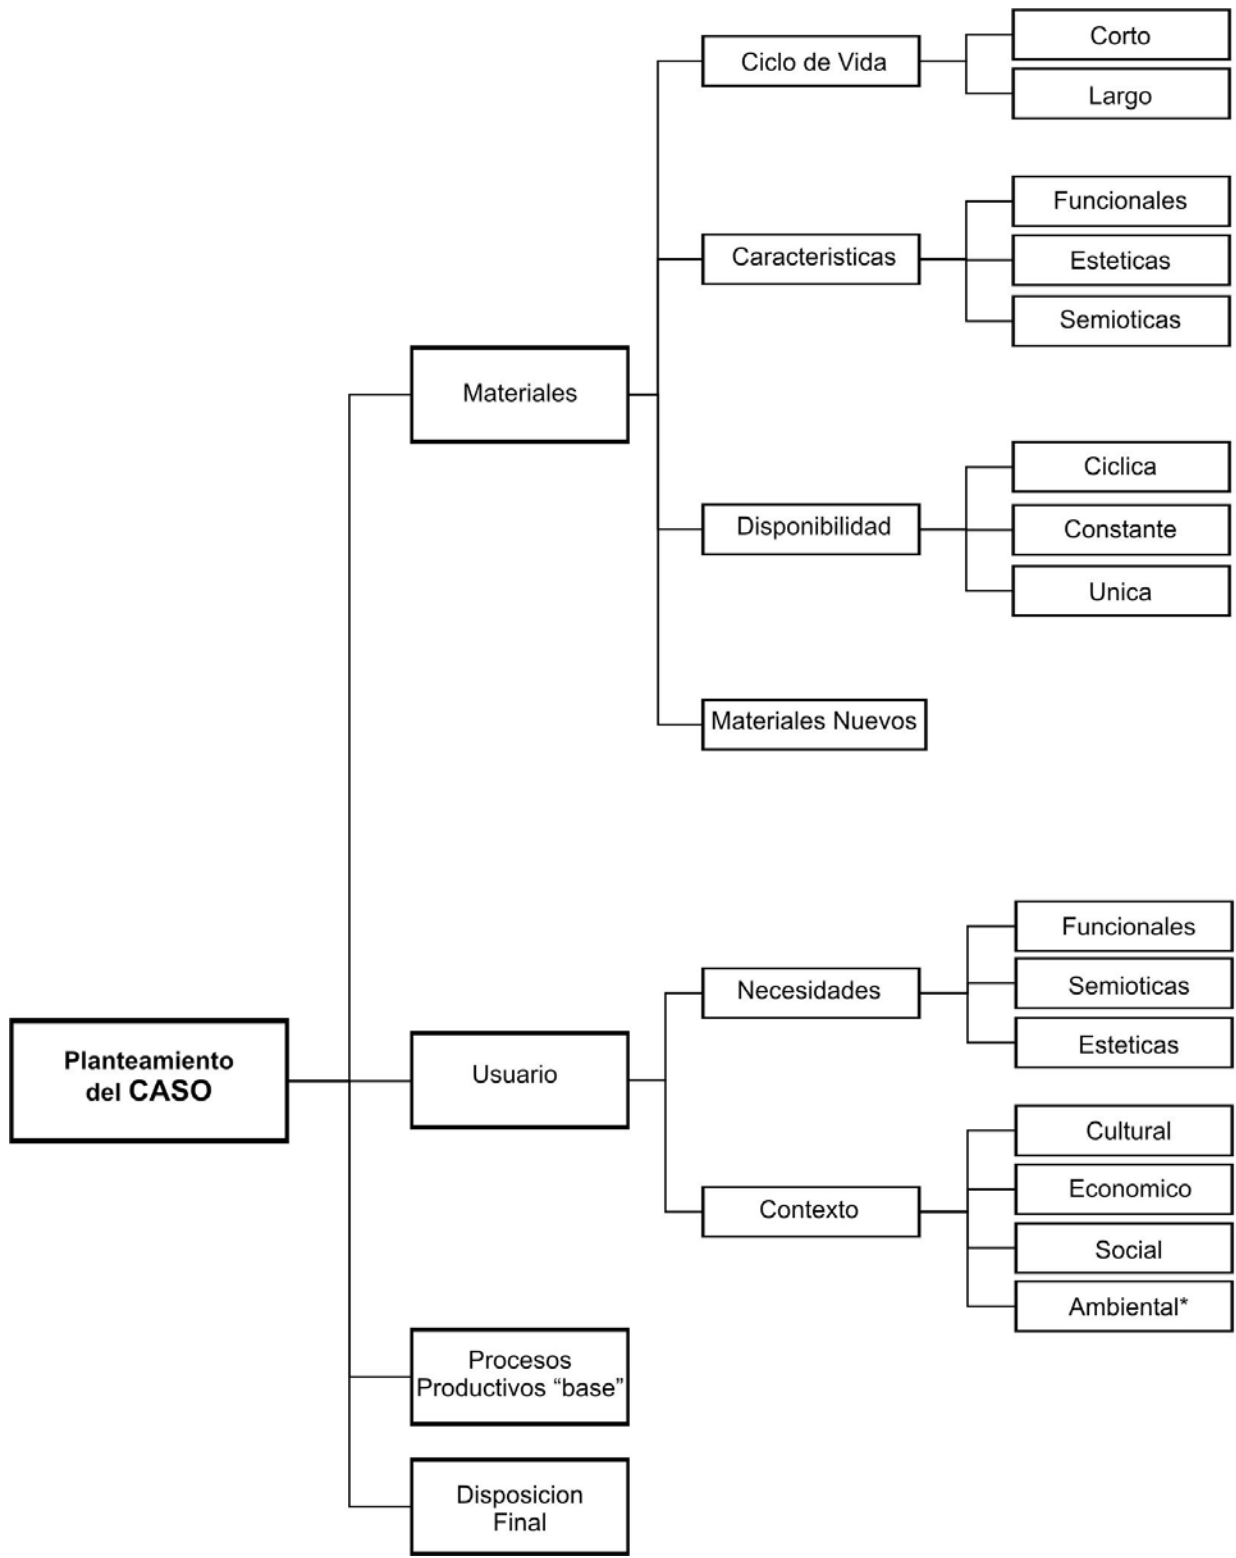 Ciclo de Vida
Corto
Largo
Caracteristicas
Funcionales
Esteticas
Semioticas
Materiales
Disponibilidad
Ciclica
Constante
Unica
Materiales Nuevos
Planteamiento
del CASO
Usuario
Necesidades
Funcionales
Semioticas
Esteticas
Contexto
Cultural
Economico
Social
Ambiental*
Procesos
Productivos “base”
Disposicion
Final